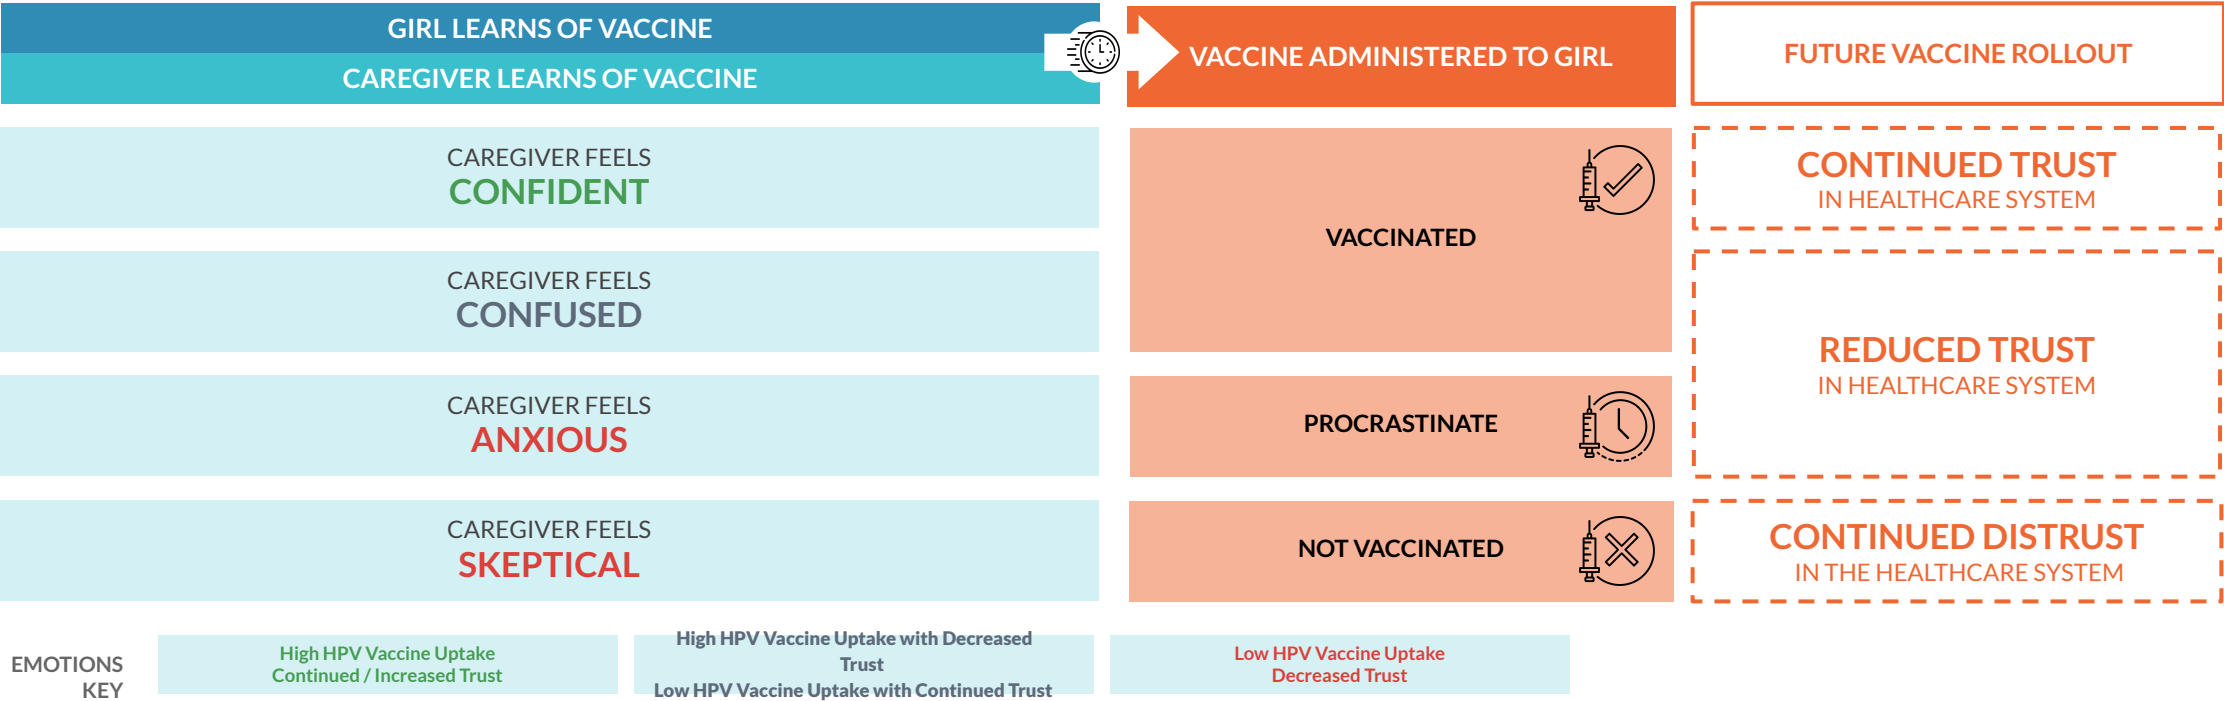 GIRL LEARNS OF VACCINE
CAREGIVER LEARNS OF VACCINE
VACCINE ADMINISTERED TO GIRL
FUTURE VACCINE ROLLOUT
CAREGIVER FEELS
CONFIDENT
CAREGIVER FEELS
CONFUSED
CAREGIVER FEELS
ANXIOUS
CAREGIVER FEELS
SKEPTICAL
VACCINATED
PROCRASTINATE
NOT VACCINATED
CONTINUED TRUST
IN HEALTHCARE SYSTEM
REDUCED TRUST
IN HEALTHCARE SYSTEM
CONTINUED DISTRUST
IN THE HEALTHCARE SYSTEM
EMOTIONS
KEY
High HPV Vaccine Uptake
Continued / Increased Trust
High HPV Vaccine Uptake with Decreased
Trust
Low HPV Vaccine Uptake with Continued Trust
Low HPV Vaccine Uptake
Decreased Trust